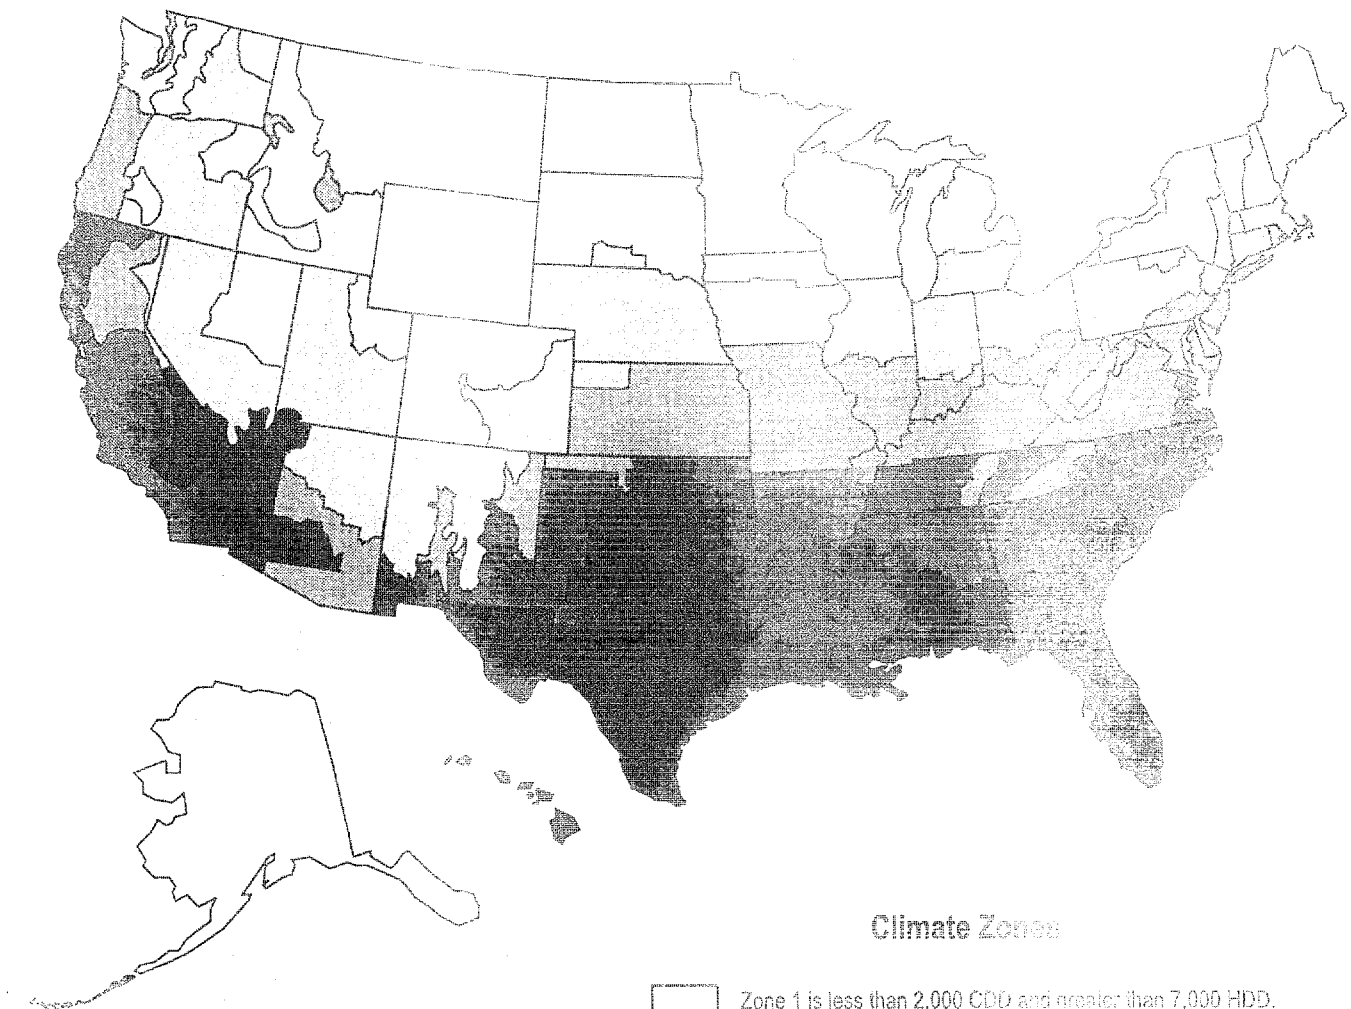 Climate Zones
Zone 1 is less than 2,000 CDD and greater than 7,000 HDD.